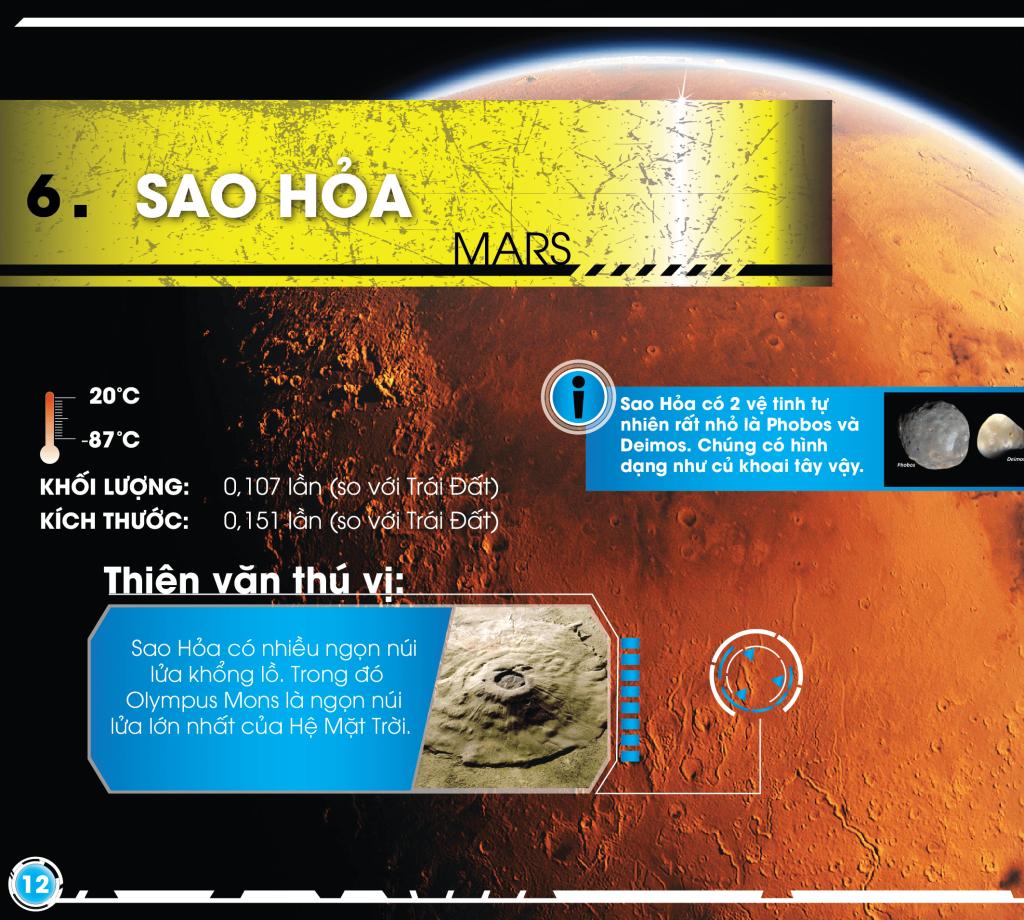 6. SAO HỎA
MARS
20°C
-87°C
KHỐI LƯỢNG: 0,107 lần (so với Trái Đất)
KÍCH THƯỚC: 0,151 lần (so với Trái Đất)
Sao Hỏa có 2 vệ tinh tự
nhiên rất nhỏ là Phobos và
Deimos. Chúng có hình
dạng như củ khoai tây vậy.
Phobos
Deimos
Thiên văn thú vị:
Sao Hỏa có nhiều ngọn núi
lửa khổng lồ. Trong đó
Olympus Mons là ngọn núi
lửa lớn nhất của Hệ Mặt Trời.
12